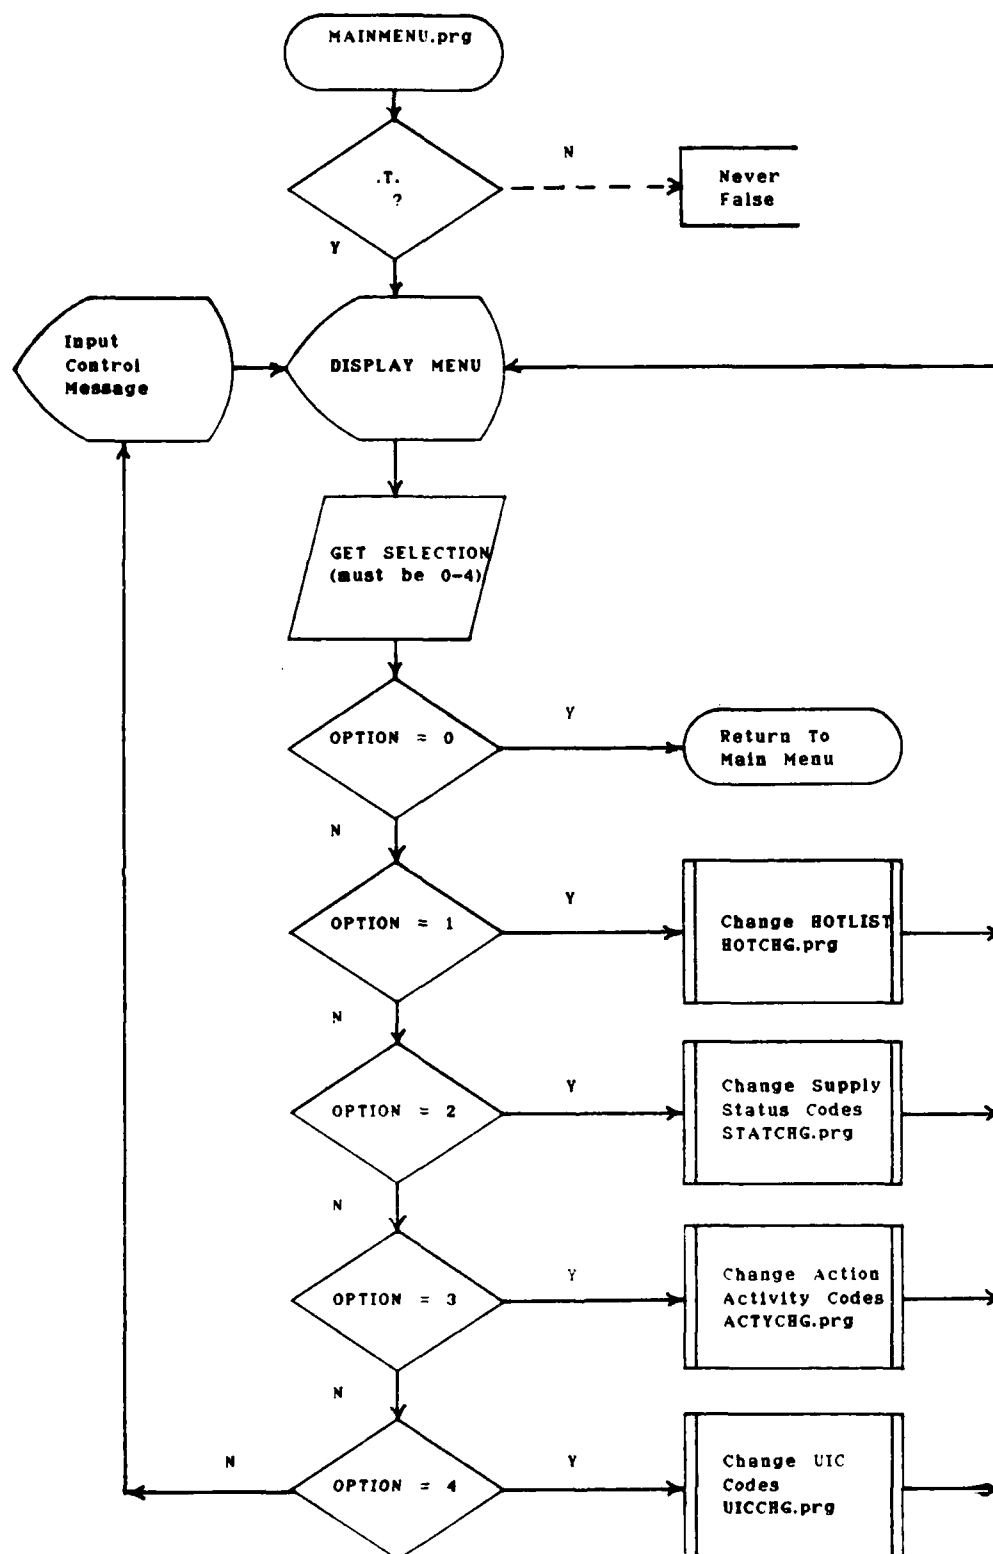 MAINMENU.prg
.T.
?
N
Never
False
Y
Input
Control
Message
DISPLAY MENU
GET SELECTION
(must be 0-4)
OPTION = 0
Y
Return To
Main Menu
N
OPTION = 1
Y
Change HOTLIST
HOTCHG.prg
N
OPTION = 2
Y
Change Supply
Status Codes
STATCHG.prg
N
OPTION = 3
Y
Change Action
Activity Codes
ACTYCHG.prg
N
N
OPTION = 4
Y
Change UIC
Codes
UICCHG.prg